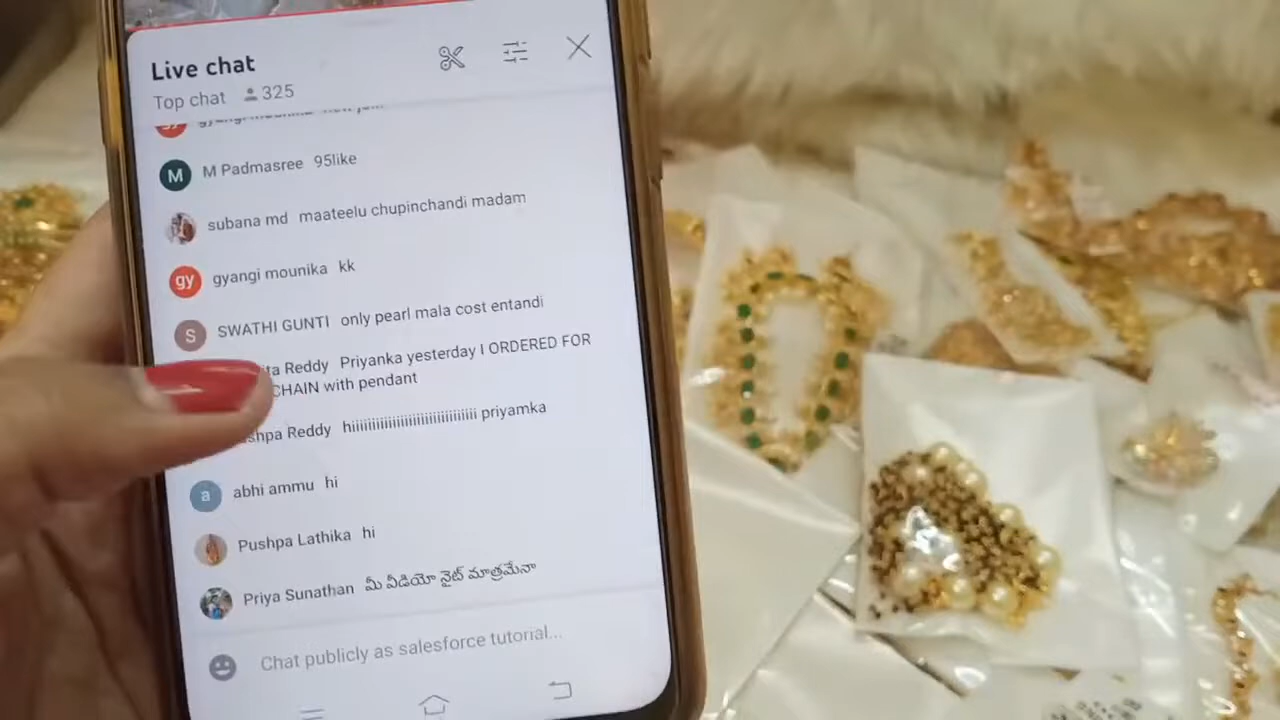 Live chat
Top chat 325
M M Padmasree 95like
subana md maateelu chupinchandi madam
gy gyangi mounika kk
S SWATHI GUNTI only pearl mala cost entandi
Reddy Priyanka yesterday I ORDERED FOR
CHAIN with pendant
Reddy hiiiiiiiiiiiiiiiiiiiiiiiiiiiiii priyamka
a abhi ammu hi
Pushpa Lathika hi
Priya Sunathan మీ వీడియో నైట్ మాత్రమేనా
Chat publicly as salesforce tutorial...